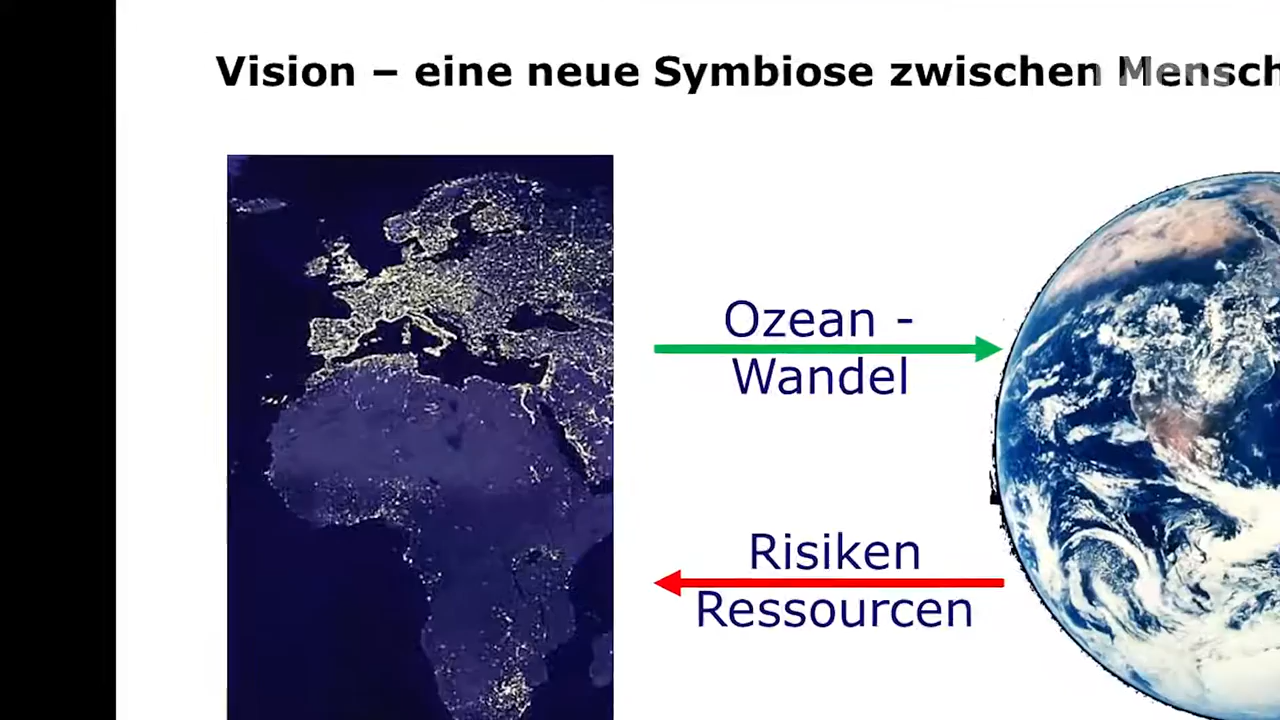 Vision – eine neue Symbiose zwischen Mensch
Ozean -
Wandel
Risiken
Ressourcen